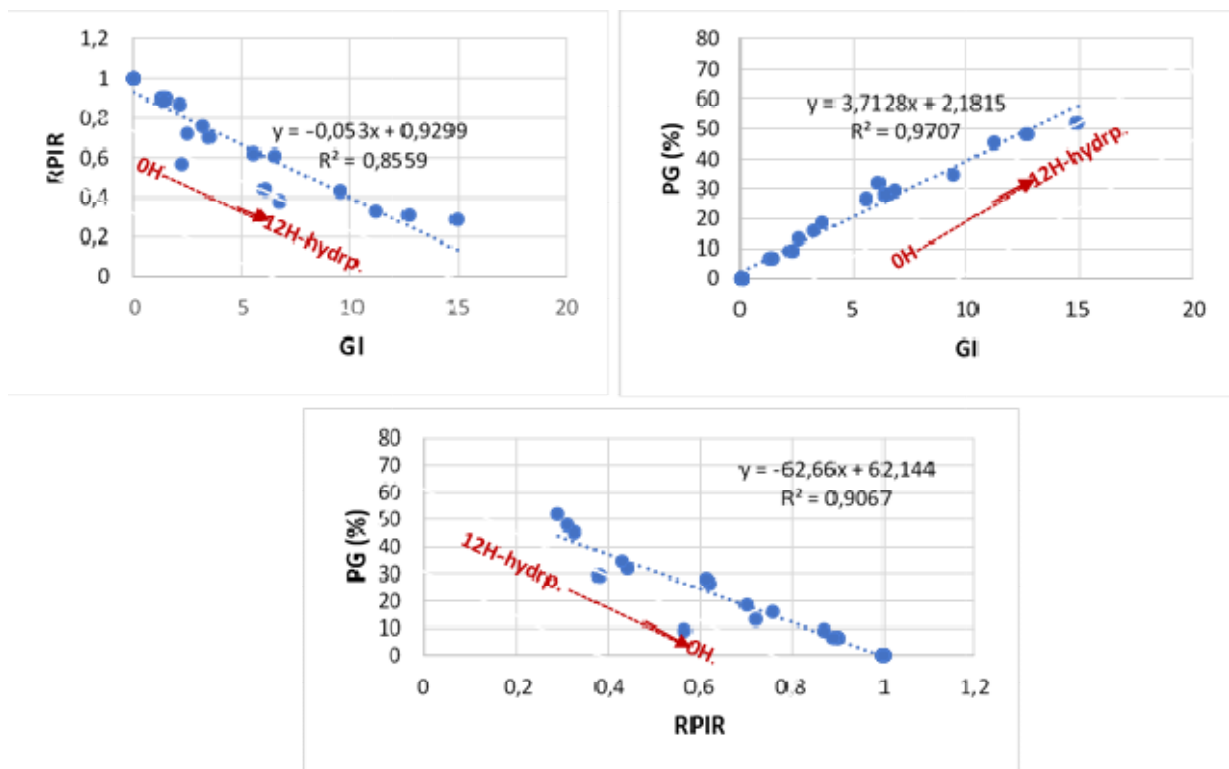 1,2
1
0,8
0,6
0,4
0,2
0
RPIR
y = −0,053x + 0,9299
R² = 0,8559
0H
12H-hydrp.
0
5
10
15
20
GI
80
70
60
50
40
30
20
10
0
PG (%)
y = 3,7128x + 2,1815
R² = 0,9707
12H-hydrp.
0H
0
5
10
15
20
GI
80
70
60
50
40
30
20
10
0
PG (%)
y = -62,66x + 62,144
R² = 0,9067
12H-hydrp.
0H.
0
0,2
0,4
0,6
0,8
1
1,2
RPIR